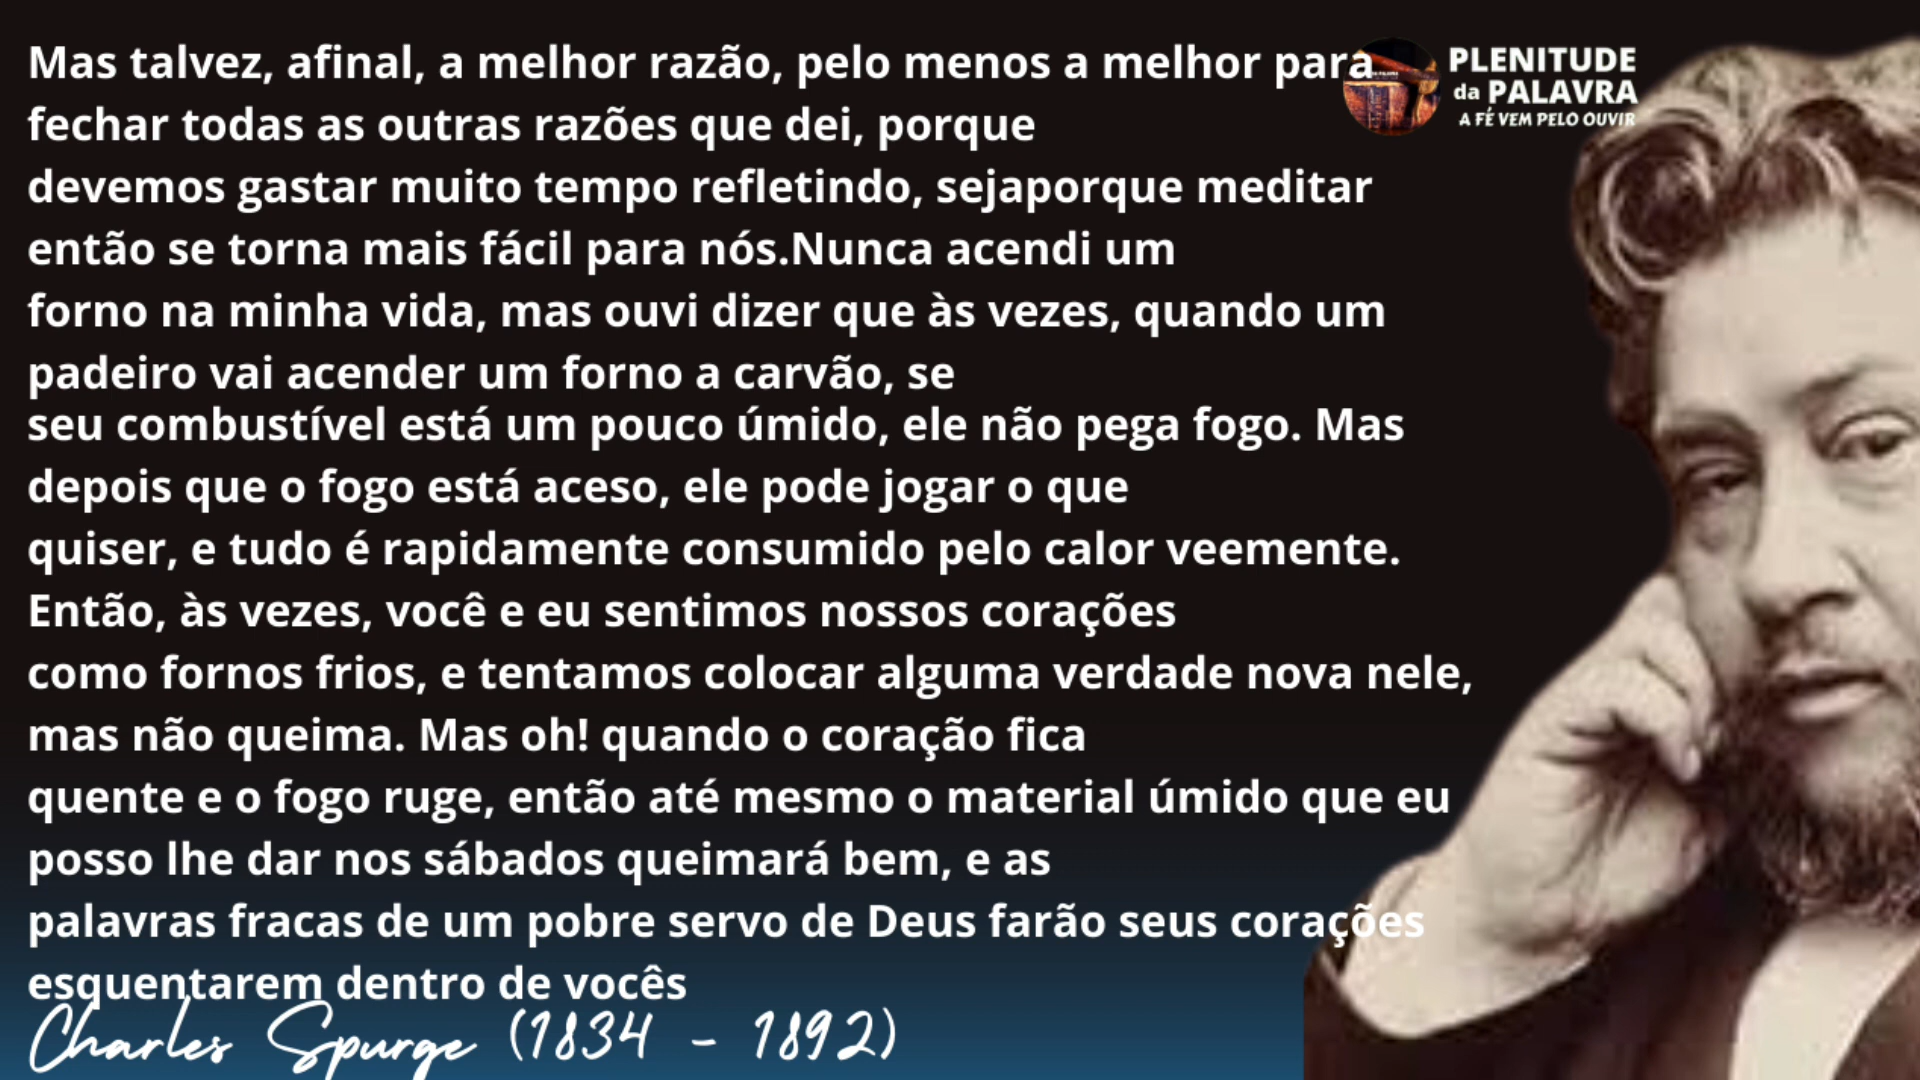 Mas talvez, afinal, a melhor razão, pelo menos a melhor para
fechar todas as outras razões que dei, porque
devemos gastar muito tempo refletindo, sejaporque meditar
então se torna mais fácil para nós.Nunca acendi um
forno na minha vida, mas ouvi dizer que às vezes, quando um
padeiro vai acender um forno a carvão, se
seu combustível está um pouco úmido, ele não pega fogo. Mas
depois que o fogo está aceso, ele pode jogar o que
quiser, e tudo é rapidamente consumido pelo calor veemente.
Então, às vezes, você e eu sentimos nossos corações
como fornos frios, e tentamos colocar alguma verdade nova nele,
mas não queima. Mas oh! quando o coração fica
quente e o fogo ruge, então até mesmo o material úmido que eu
posso lhe dar nos sábados queimará bem, e as
palavras fracas de um pobre servo de Deus farão seus corações
esquentarem dentro de vocês
Charles Spurge (1834 - 1892)
PLENITUDE
da PALAVRA
A FÉ VEM PELO OUVIR